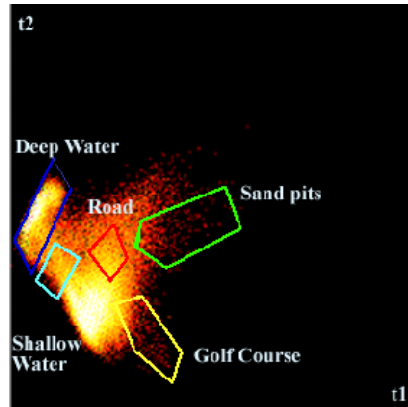 t2
Deep Water
Road
Sand pits
Shallow
Water
Golf Course
t1